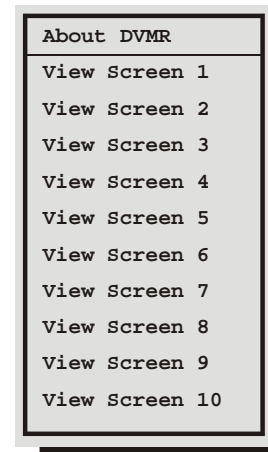 About DVMR
View Screen 1
View Screen 2
View Screen 3
View Screen 4
View Screen 5
View Screen 6
View Screen 7
View Screen 8
View Screen 9
View Screen 10